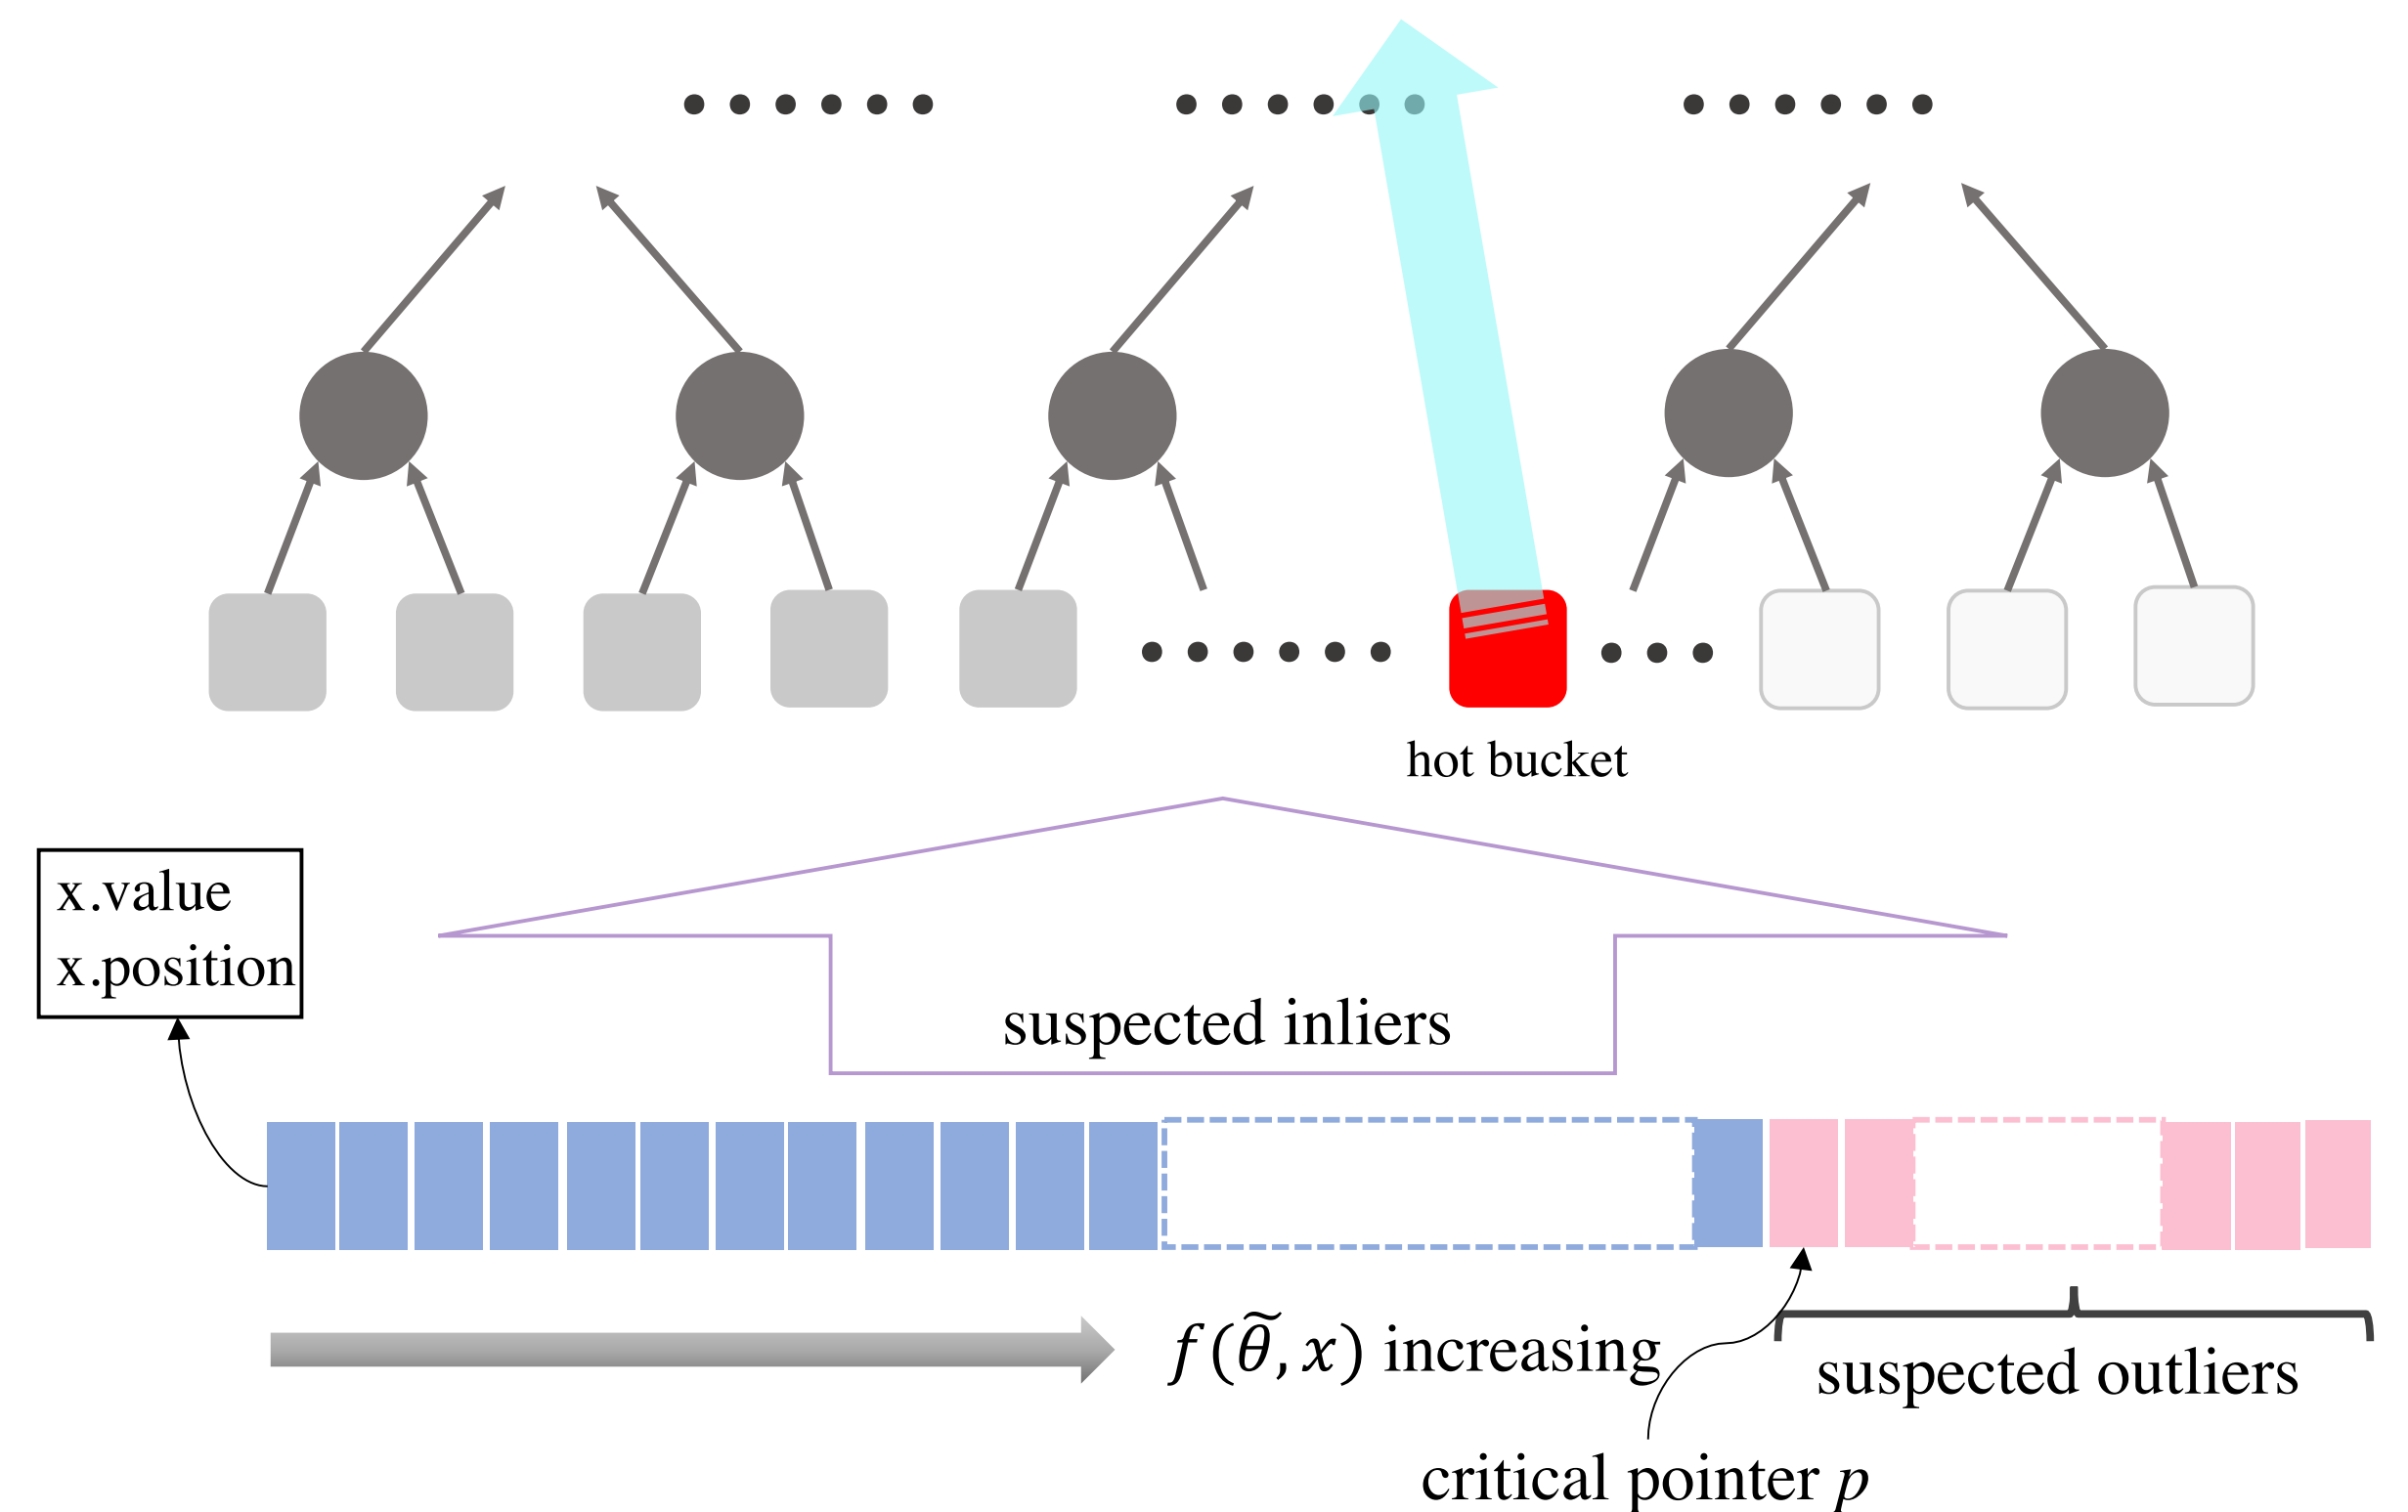 hot bucket
x.value
x.position
suspected inliers
f(θ̃, x) increasing
suspected outliers
critical pointer p